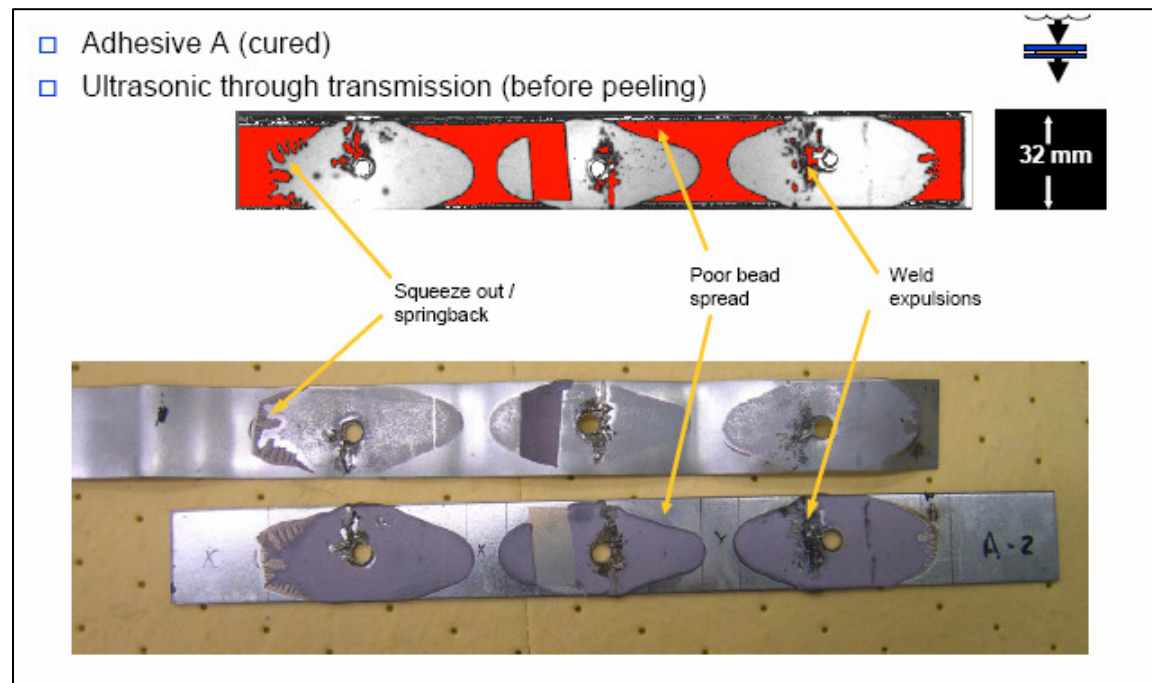 Adhesive A (cured)
Ultrasonic through transmission (before peeling)
32 mm
Squeeze out /
springback
Poor bead
spread
Weld
expulsions
X
X
Y
A-2